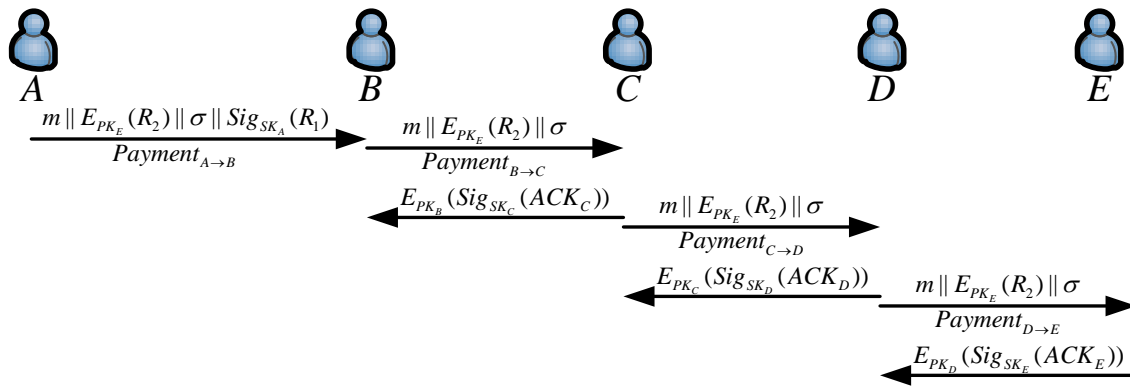 A B C D E
m || E_{PK_E}(R_2) || σ || Sig_{SK_A}(R_1)
Payment_{A→B}
m || E_{PK_E}(R_2) || σ
Payment_{B→C}
E_{PK_B}(Sig_{SK_C}(ACK_C))
m || E_{PK_E}(R_2) || σ
Payment_{C→D}
E_{PK_C}(Sig_{SK_D}(ACK_D))
m || E_{PK_E}(R_2) || σ
Payment_{D→E}
E_{PK_D}(Sig_{SK_E}(ACK_E))